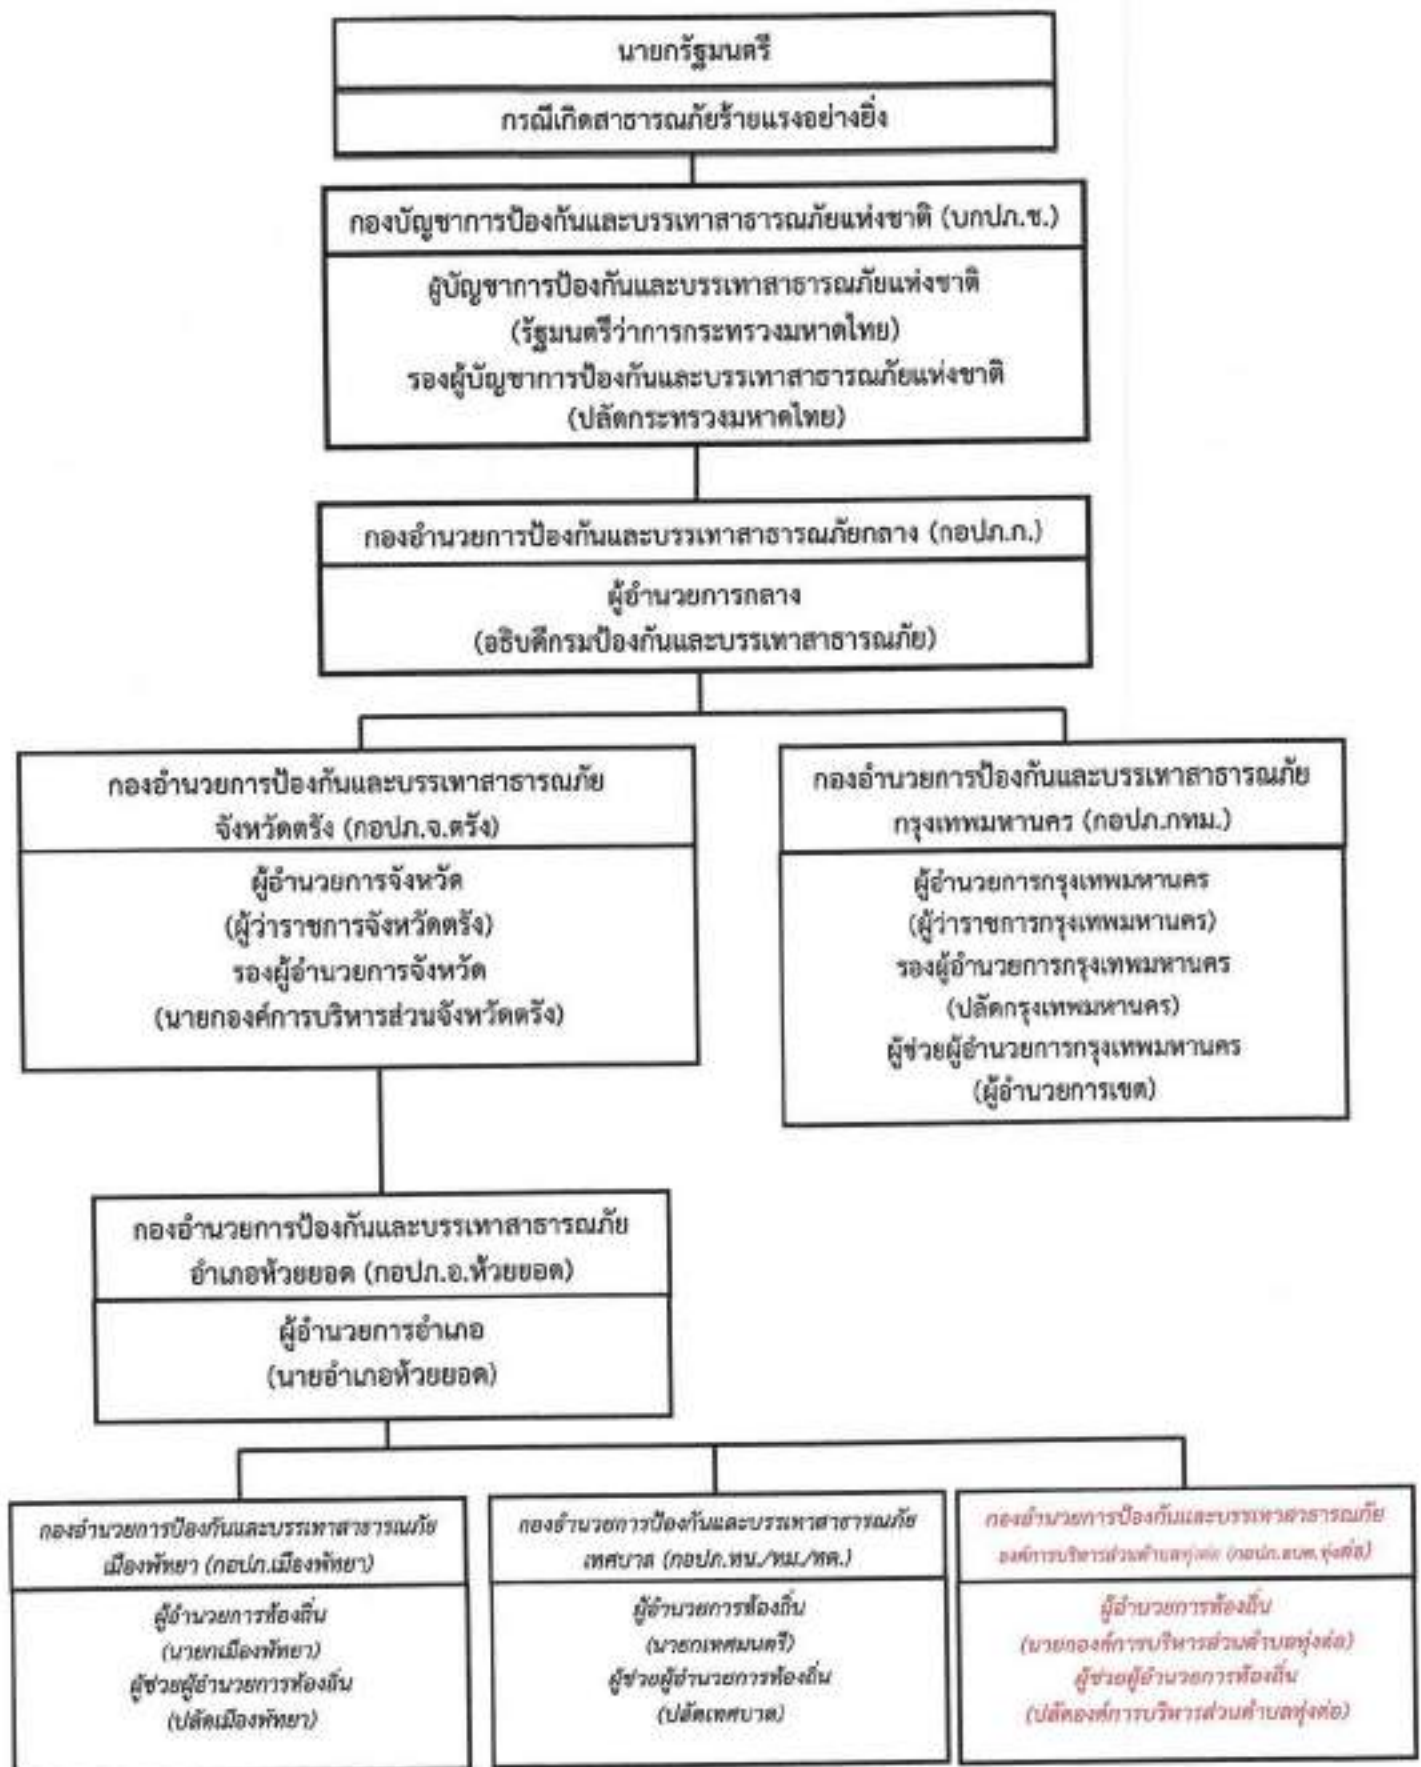 นายกรัฐมนตรี
กรณีเกิดสาธารณภัยร้ายแรงอย่างยิ่ง
กองบัญชาการป้องกันและบรรเทาสาธารณภัยแห่งชาติ (บกปภ.ช.)
ผู้บัญชาการป้องกันและบรรเทาสาธารณภัยแห่งชาติ
(รัฐมนตรีว่าการกระทรวงมหาดไทย)
รองผู้บัญชาการป้องกันและบรรเทาสาธารณภัยแห่งชาติ
(ปลัดกระทรวงมหาดไทย)
กองอำนวยการป้องกันและบรรเทาสาธารณภัยกลาง (กอปภ.ก.)
ผู้อำนวยการกลาง
(อธิบดีกรมป้องกันและบรรเทาสาธารณภัย)
กองอำนวยการป้องกันและบรรเทาสาธารณภัย
จังหวัดตรัง (กอปภ.จ.ตรัง)
ผู้อำนวยการจังหวัด
(ผู้ว่าราชการจังหวัดตรัง)
รองผู้อำนวยการจังหวัด
(นายกองค์การบริหารส่วนจังหวัดตรัง)
กองอำนวยการป้องกันและบรรเทาสาธารณภัย
กรุงเทพมหานคร (กอปภ.กทม.)
ผู้อำนวยการกรุงเทพมหานคร
(ผู้ว่าราชการกรุงเทพมหานคร)
รองผู้อำนวยการกรุงเทพมหานคร
(ปลัดกรุงเทพมหานคร)
ผู้ช่วยผู้อำนวยการกรุงเทพมหานคร
(ผู้อำนวยการเขต)
กองอำนวยการป้องกันและบรรเทาสาธารณภัย
อำเภอห้วยยอด (กอปภ.อ.ห้วยยอด)
ผู้อำนวยการอำเภอ
(นายอำเภอห้วยยอด)
กองอำนวยการป้องกันและบรรเทาสาธารณภัย
เมืองพัทยา (กอปภ.เมืองพัทยา)
ผู้อำนวยการท้องถิ่น
(นายกเมืองพัทยา)
ผู้ช่วยผู้อำนวยการท้องถิ่น
(ปลัดเมืองพัทยา)
กองอำนวยการป้องกันและบรรเทาสาธารณภัย
เทศบาล (กอปภ.ทน./ทม./ทต.)
ผู้อำนวยการท้องถิ่น
(นายกเทศมนตรี)
ผู้ช่วยผู้อำนวยการท้องถิ่น
(ปลัดเทศบาล)
กองอำนวยการป้องกันและบรรเทาสาธารณภัย
องค์การบริหารส่วนตำบลทุ่งต่อ (กอปภ.อบต.ทุ่งต่อ)
ผู้อำนวยการท้องถิ่น
(นายกองค์การบริหารส่วนตำบลทุ่งต่อ)
ผู้ช่วยผู้อำนวยการท้องถิ่น
(ปลัดองค์การบริหารส่วนตำบลทุ่งต่อ)